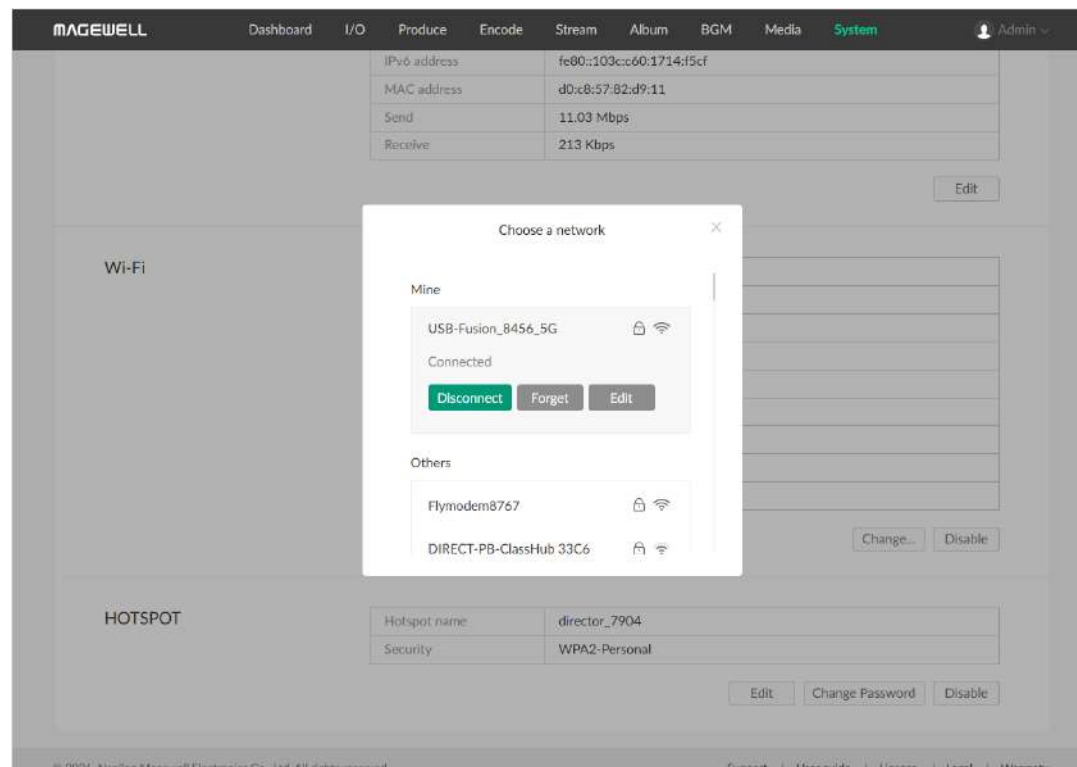 MAGEWELL Dashboard I/O Produce Encode Stream Album BGM Media System Admin
IPv6 address fe80::103c:c60:1714:f5cf
MAC address d0:c8:57:82:d9:11
Send 11.03 Mbps
Receive 213 Kbps
Edit
Choose a network
Wi-Fi
Mine
USB-Fusion_8456_5G
Connected
Disconnect Forget Edit
Others
Flymodem8767
DIRECT-PB-ClassHub 33C6
Change... Disable
HOTSPOT
Hotspot name director_7904
Security WPA2-Personal
Edit Change Password Disable